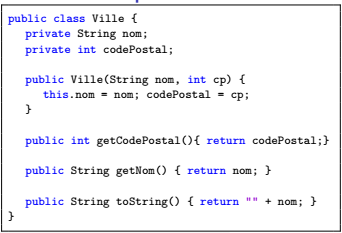 public class Ville {
private String nom;
private int codePostal;
public Ville(String nom, int cp) {
this.nom = nom; codePostal = cp;
}
public int getCodePostal(){ return codePostal;}
public String getNom() { return nom; }
public String toString() { return "" + nom; }
}